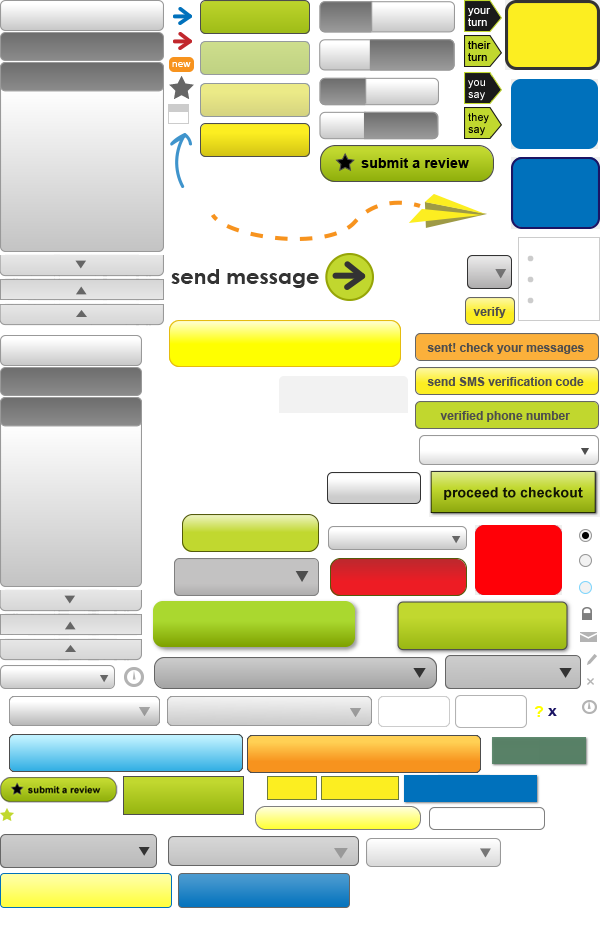 your
turn
their
turn
new
you
say
they
say
submit a review
send message
verify
sent! check your messages
send SMS verification code
verified phone number
proceed to checkout
? x
submit a review